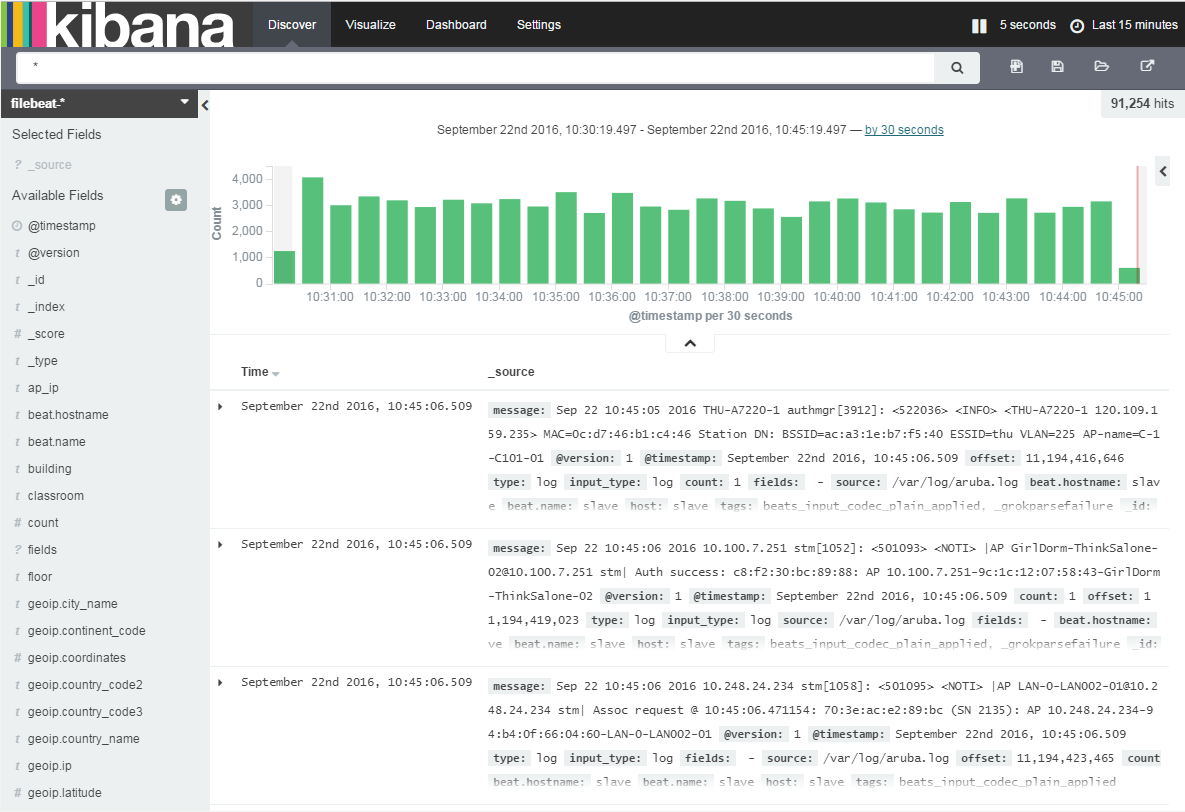 kibana Discover Visualize Dashboard Settings 5 seconds Last 15 minutes
*
filebeat-*
91,254 hits
Selected Fields
? _source
Available Fields
@timestamp
t @version
t _id
t _index
# _score
t _type
t ap_ip
t beat.hostname
t beat.name
t building
t classroom
# count
? fields
t floor
t geoip.city_name
t geoip.continent_code
# geoip.coordinates
t geoip.country_code2
t geoip.country_code3
t geoip.country_name
t geoip.ip
# geoip.latitude
September 22nd 2016, 10:30:19.497 - September 22nd 2016, 10:45:19.497 — by 30 seconds
Count
4,000
3,000
2,000
1,000
0
10:31:00 10:32:00 10:33:00 10:34:00 10:35:00 10:36:00 10:37:00 10:38:00 10:39:00 10:40:00 10:41:00 10:42:00 10:43:00 10:44:00 10:45:00
@timestamp per 30 seconds
Time _source
September 22nd 2016, 10:45:06.509
message: Sep 22 10:45:05 2016 THU-A7220-1 authmgr[3912]: <522036> <INFO> <THU-A7220-1 120.109.1
59.235> MAC=0c:d7:46:b1:c4:46 Station DN: BSSID=ac:a3:1e:b7:f5:40 ESSID=thu VLAN=225 AP-name=C-1
-C101-01 @version: 1 @timestamp: September 22nd 2016, 10:45:06.509 offset: 11,194,416,646
type: log input_type: log count: 1 fields: - source: /var/log/aruba.log beat.hostname: slav
e beat.name: slave host: slave tags: beats_input_codec_plain_applied, _grokparsefailure _id:
September 22nd 2016, 10:45:06.509
message: Sep 22 10:45:06 2016 10.100.7.251 stm[1052]: <501093> <NOTI> |AP GirlDorm-ThinkSalone-
02@10.100.7.251 stm| Auth success: c8:f2:30:bc:89:88: AP 10.100.7.251-9c:1c:12:07:58:43-GirlDorm
-ThinkSalone-02 @version: 1 @timestamp: September 22nd 2016, 10:45:06.509 count: 1 offset: 1
1,194,419,023 type: log input_type: log source: /var/log/aruba.log fields: - beat.hostname:
ve beat.name: slave host: slave tags: beats_input_codec_plain_applied, _grokparsefailure _id:
September 22nd 2016, 10:45:06.509
message: Sep 22 10:45:06 2016 10.248.24.234 stm[1058]: <501095> <NOTI> |AP LAN-O-LAN002-01@10.2
48.24.234 stm| Assoc request @ 10:45:06.471154: 70:3e:ac:e2:89:bc (SN 2135): AP 10.248.24.234-9
4:b4:0f:66:04:60-LAN-O-LAN002-01 @version: 1 @timestamp: September 22nd 2016, 10:45:06.509
type: log input_type: log fields: - source: /var/log/aruba.log offset: 11,194,423,465 count
beat.hostname: slave beat.name: slave host: slave tags: beats_input_codec_plain_applied